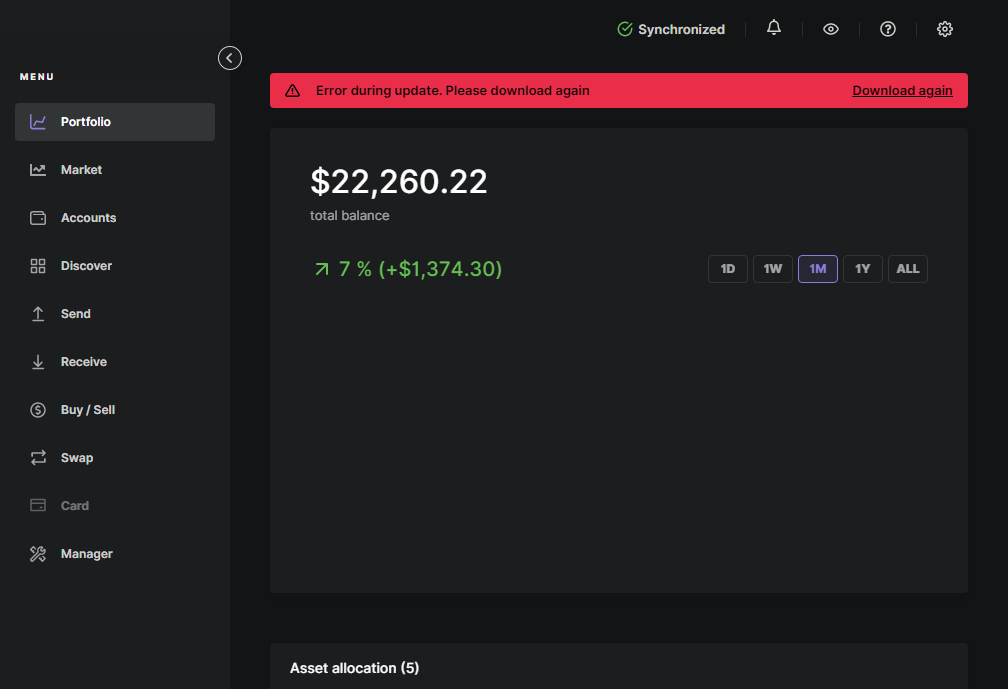 Synchronized
MENU
Error during update. Please download again Download again
Portfolio
Market
Accounts
Discover
Send
Receive
Buy / Sell
Swap
Card
Manager
$22,260.22
total balance
7 % (+$1,374.30) 1D 1W 1M 1Y ALL
Asset allocation (5)